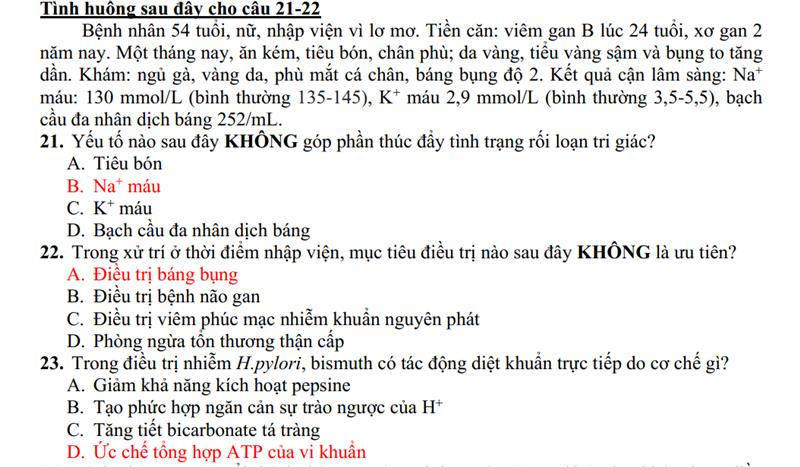 Tình huống sau đây cho câu 21-22
Bệnh nhân 54 tuổi, nữ, nhập viện vì lơ mơ. Tiền căn: viêm gan B lúc 24 tuổi, xơ gan 2
năm nay. Một tháng nay, ăn kém, tiêu bón, chân phù; da vàng, tiểu vàng sậm và bụng to tăng
dần. Khám: ngủ gà, vàng da, phù mắt cá chân, báng bụng độ 2. Kết quả cận lâm sàng: Na⁺
máu: 130 mmol/L (bình thường 135-145), K⁺ máu 2,9 mmol/L (bình thường 3,5-5,5), bạch
cầu đa nhân dịch báng 252/mL.
21. Yếu tố nào sau đây KHÔNG góp phần thúc đẩy tình trạng rối loạn tri giác?
A. Tiêu bón
B. Na⁺ máu
C. K⁺ máu
D. Bạch cầu đa nhân dịch báng
22. Trong xử trí ở thời điểm nhập viện, mục tiêu điều trị nào sau đây KHÔNG là ưu tiên?
A. Điều trị báng bụng
B. Điều trị bệnh não gan
C. Điều trị viêm phúc mạc nhiễm khuẩn nguyên phát
D. Phòng ngừa tổn thương thận cấp
23. Trong điều trị nhiễm H.pylori, bismuth có tác động diệt khuẩn trực tiếp do cơ chế gì?
A. Giảm khả năng kích hoạt pepsine
B. Tạo phức hợp ngăn cản sự trào ngược của H⁺
C. Tăng tiết bicarbonate tá tràng
D. Ức chế tổng hợp ATP của vi khuẩn